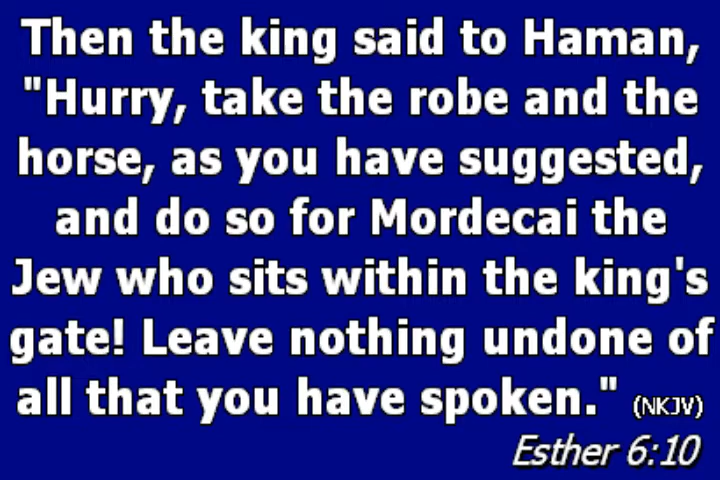 Then the king said to Haman,
"Hurry, take the robe and the
horse, as you have suggested,
and do so for Mordecai the
Jew who sits within the king's
gate! Leave nothing undone of
all that you have spoken." (NKJV)
Esther 6:10